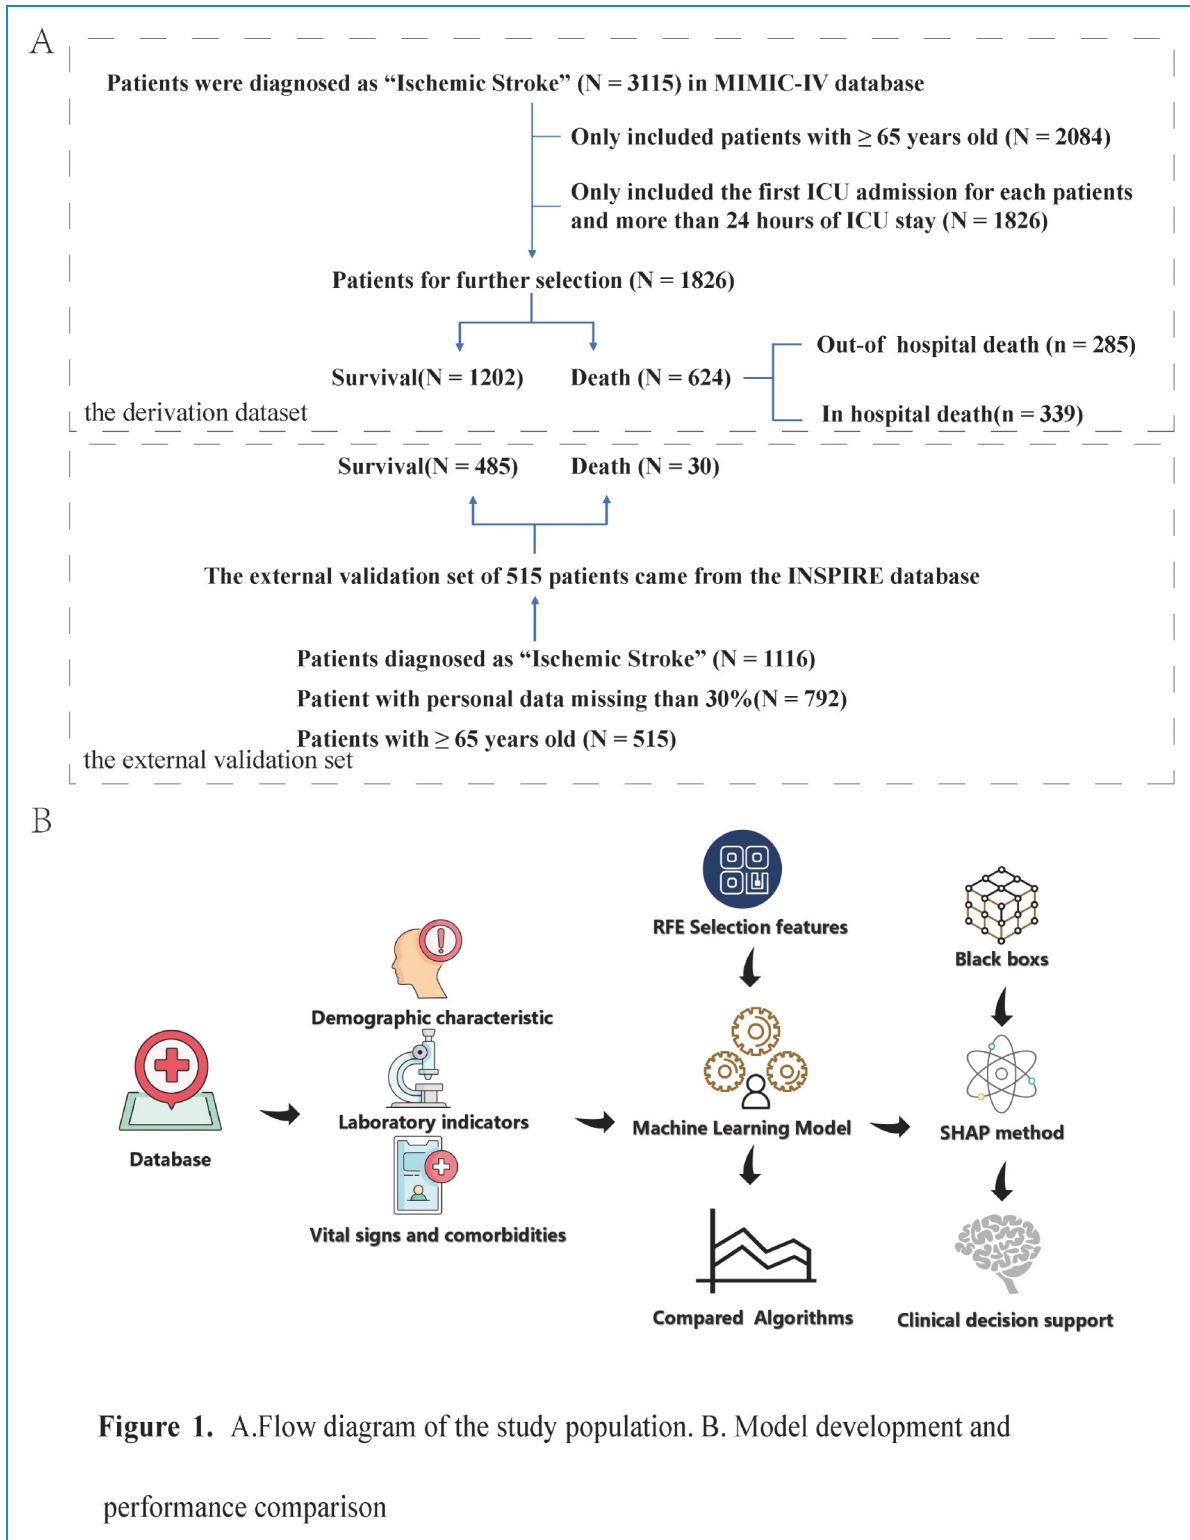 A
Patients were diagnosed as “Ischemic Stroke” (N = 3115) in MIMIC-IV database
Only included patients with ≥ 65 years old (N = 2084)
Only included the first ICU admission for each patients
and more than 24 hours of ICU stay (N = 1826)
Patients for further selection (N = 1826)
Out-of hospital death (n = 285)
Survival(N = 1202)
Death (N = 624)
In hospital death(n = 339)
the derivation dataset
Survival(N = 485)
Death (N = 30)
The external validation set of 515 patients came from the INSPIRE database
Patients diagnosed as “Ischemic Stroke” (N = 1116)
Patient with personal data missing than 30%(N = 792)
Patients with ≥ 65 years old (N = 515)
the external validation set
B
Database
Demographic characteristic
Laboratory indicators
Vital signs and comorbidities
RFE Selection features
Machine Learning Model
Compared Algorithms
Black boxs
SHAP method
Clinical decision support
Figure 1. A.Flow diagram of the study population. B. Model development and
performance comparison